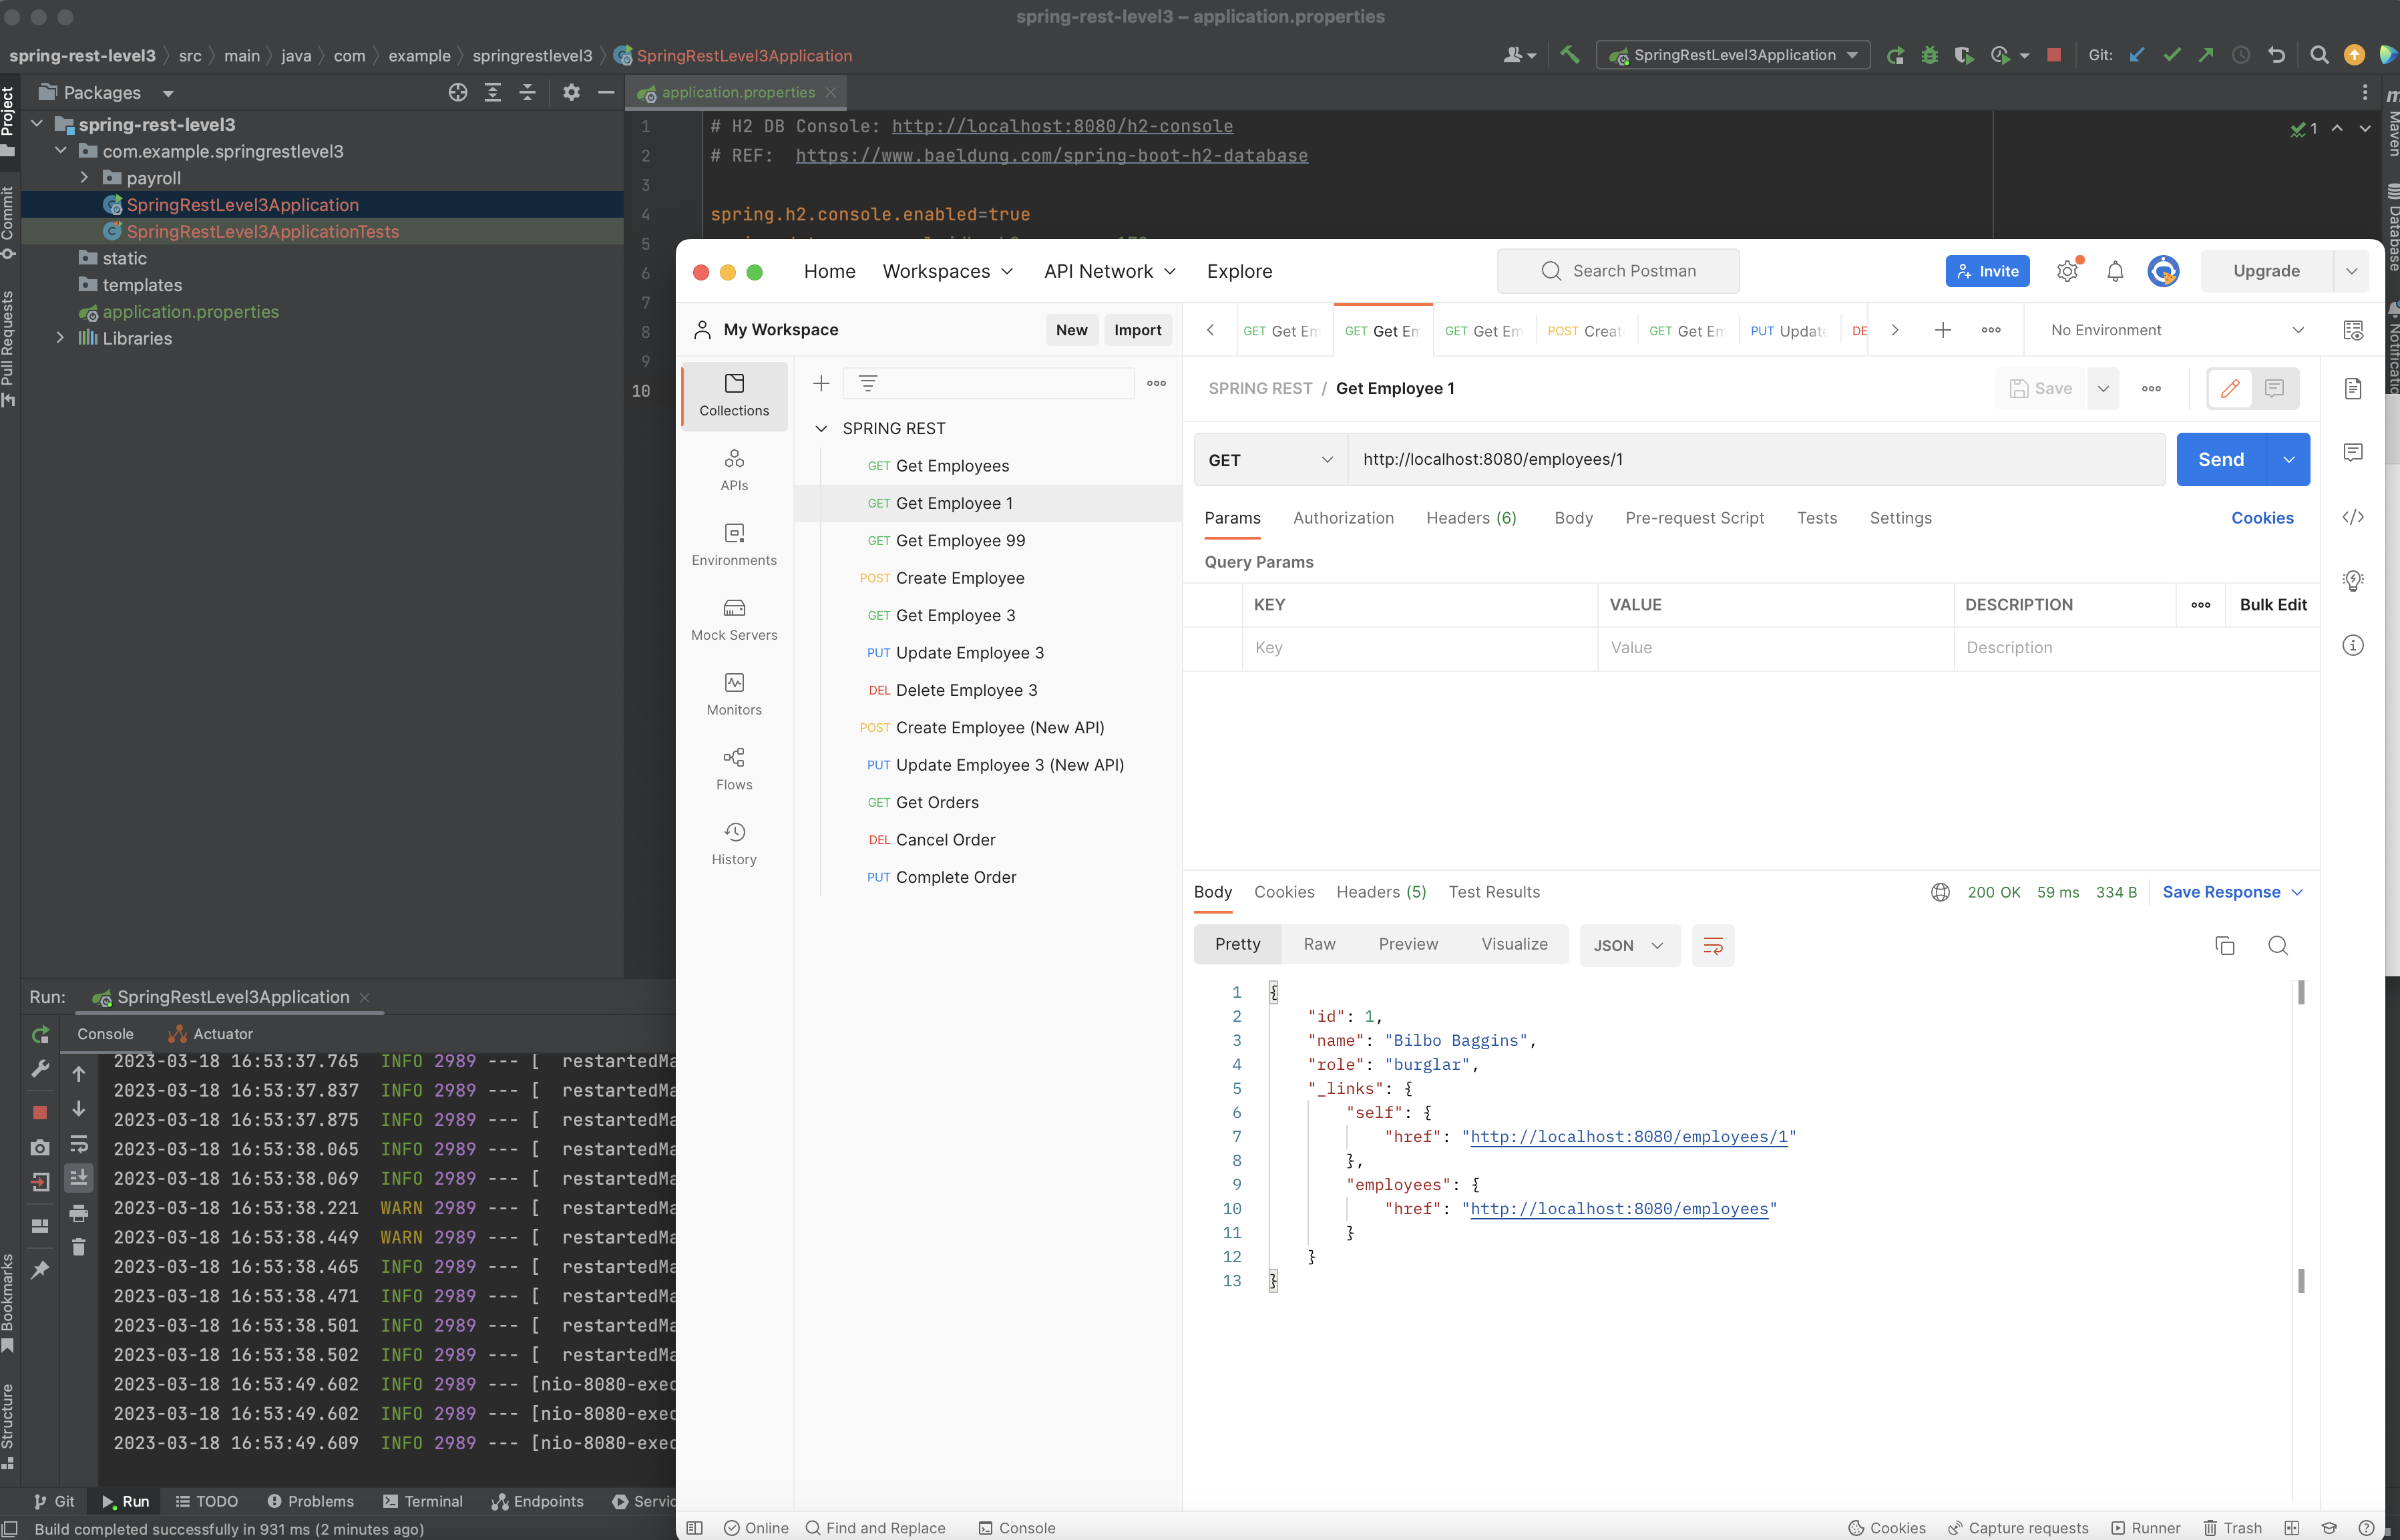 spring-rest-level3 – application.properties
spring-rest-level3 src main java com example springrestlevel3 SpringRestLevel3Application
SpringRestLevel3Application Git:
Project
Commit
Pull Requests
Bookmarks
Structure
Packages
spring-rest-level3
com.example.springrestlevel3
payroll
SpringRestLevel3Application
SpringRestLevel3ApplicationTests
static
templates
application.properties
Libraries
application.properties
1 # H2 DB Console: http://localhost:8080/h2-console
2 # REF: https://www.baeldung.com/spring-boot-h2-database
3
4 spring.h2.console.enabled=true
5
6
7
8
9
10
1
Maven
Database
Home Workspaces API Network Explore
Search Postman
Invite
Upgrade
My Workspace
New Import
GET Get Em
GET Get Em
GET Get Em
POST Creat
GET Get Em
PUT Update
DE
No Environment
Collections
APIs
Environments
Mock Servers
Monitors
Flows
History
SPRING REST
GET Get Employees
GET Get Employee 1
GET Get Employee 99
POST Create Employee
GET Get Employee 3
PUT Update Employee 3
DEL Delete Employee 3
POST Create Employee (New API)
PUT Update Employee 3 (New API)
GET Get Orders
DEL Cancel Order
PUT Complete Order
SPRING REST / Get Employee 1
Save
GET http://localhost:8080/employees/1
Send
Params Authorization Headers (6) Body Pre-request Script Tests Settings
Cookies
Query Params
KEY VALUE DESCRIPTION Bulk Edit
Key Value Description
Body Cookies Headers (5) Test Results
200 OK 59 ms 334 B Save Response
Pretty Raw Preview Visualize JSON
1 {
2 "id": 1,
3 "name": "Bilbo Baggins",
4 "role": "burglar",
5 "_links": {
6 "self": {
7 "href": "http://localhost:8080/employees/1"
8 },
9 "employees": {
10 "href": "http://localhost:8080/employees"
11 }
12 }
13 }
Run: SpringRestLevel3Application
Console Actuator
2023-03-18 16:53:37.765 INFO 2989 --- [ restartedMa
2023-03-18 16:53:37.837 INFO 2989 --- [ restartedMa
2023-03-18 16:53:37.875 INFO 2989 --- [ restartedMa
2023-03-18 16:53:38.065 INFO 2989 --- [ restartedMa
2023-03-18 16:53:38.069 INFO 2989 --- [ restartedMa
2023-03-18 16:53:38.221 WARN 2989 --- [ restartedMa
2023-03-18 16:53:38.449 WARN 2989 --- [ restartedMa
2023-03-18 16:53:38.465 INFO 2989 --- [ restartedMa
2023-03-18 16:53:38.471 INFO 2989 --- [ restartedMa
2023-03-18 16:53:38.501 INFO 2989 --- [ restartedMa
2023-03-18 16:53:38.502 INFO 2989 --- [ restartedMa
2023-03-18 16:53:49.602 INFO 2989 --- [nio-8080-exec
2023-03-18 16:53:49.602 INFO 2989 --- [nio-8080-exec
2023-03-18 16:53:49.609 INFO 2989 --- [nio-8080-exec
Git Run TODO Problems Terminal Endpoints Servic
Build completed successfully in 931 ms (2 minutes ago)
Online Find and Replace Console
Cookies Capture requests Runner Trash